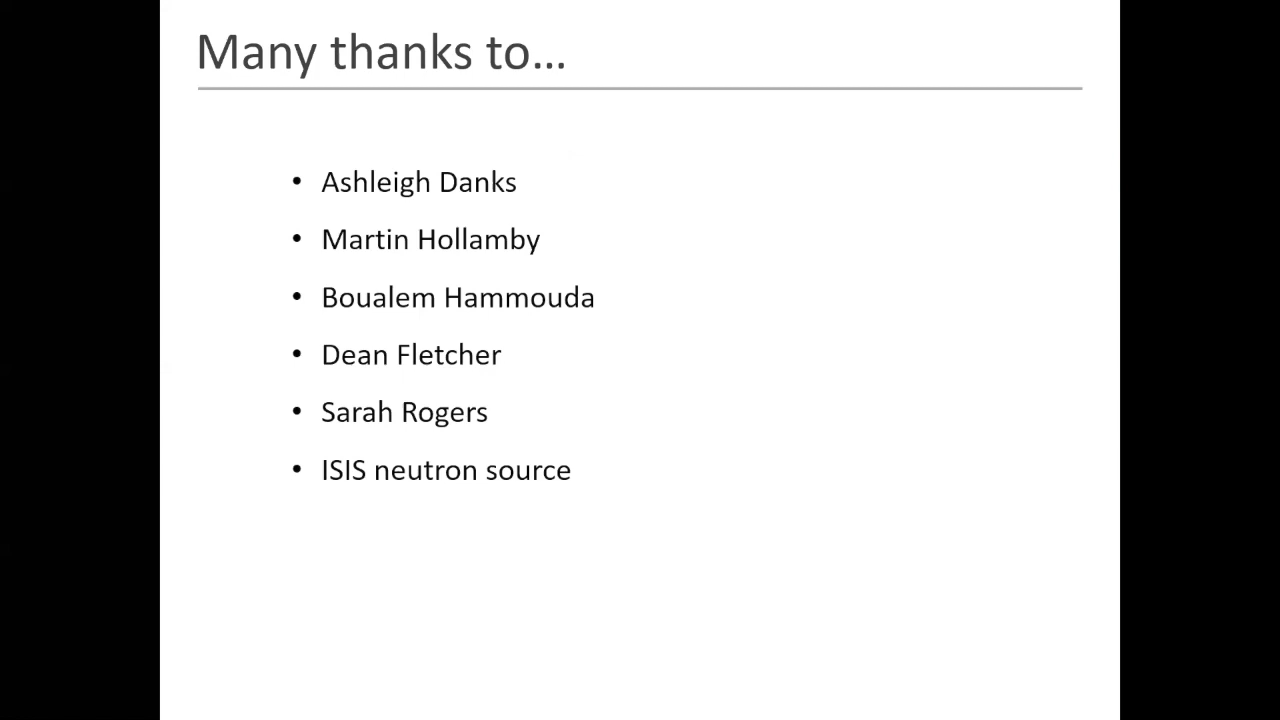 Many thanks to…
• Ashleigh Danks
• Martin Hollamby
• Boualem Hammouda
• Dean Fletcher
• Sarah Rogers
• ISIS neutron source